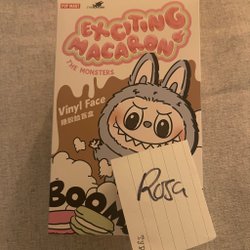 POP MART
EXCITING
MACARON
THE MONSTERS
Vinyl Face
BOOM
Rosa